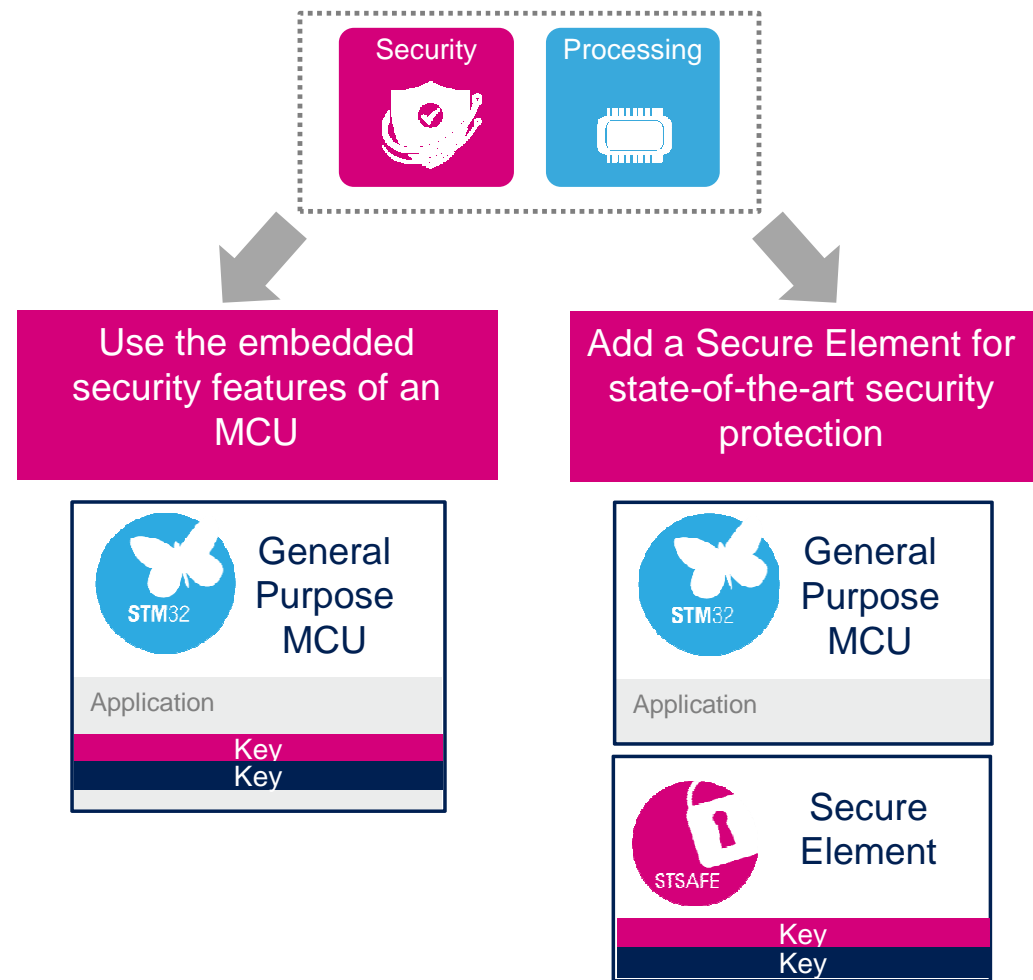 Security
Processing
Use the embedded
security features of an
MCU
Add a Secure Element for
state-of-the-art security
protection
STM32
General
Purpose
MCU
Application
Key
Key
STM32
General
Purpose
MCU
Application
STSAFE
Secure
Element
Key
Key